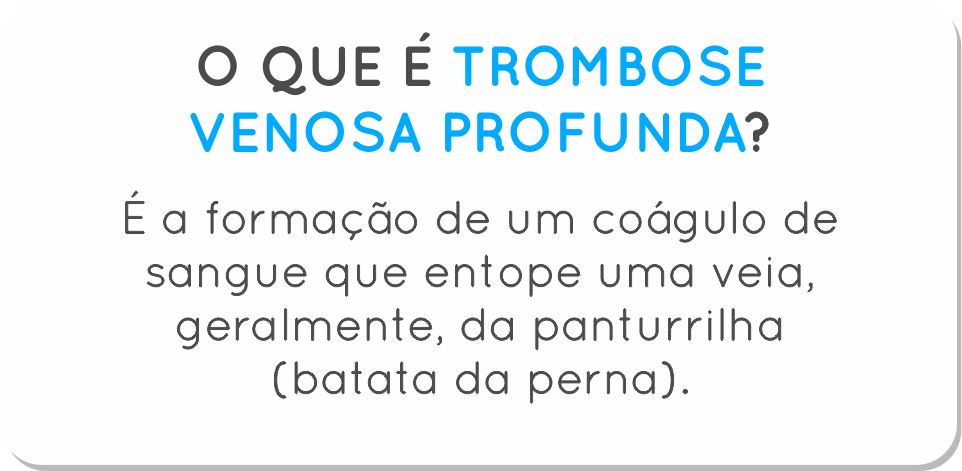 O QUE É TROMBOSE
VENOSA PROFUNDA?
É a formação de um coágulo de
sangue que entope uma veia,
geralmente, da panturrilha
(batata da perna).